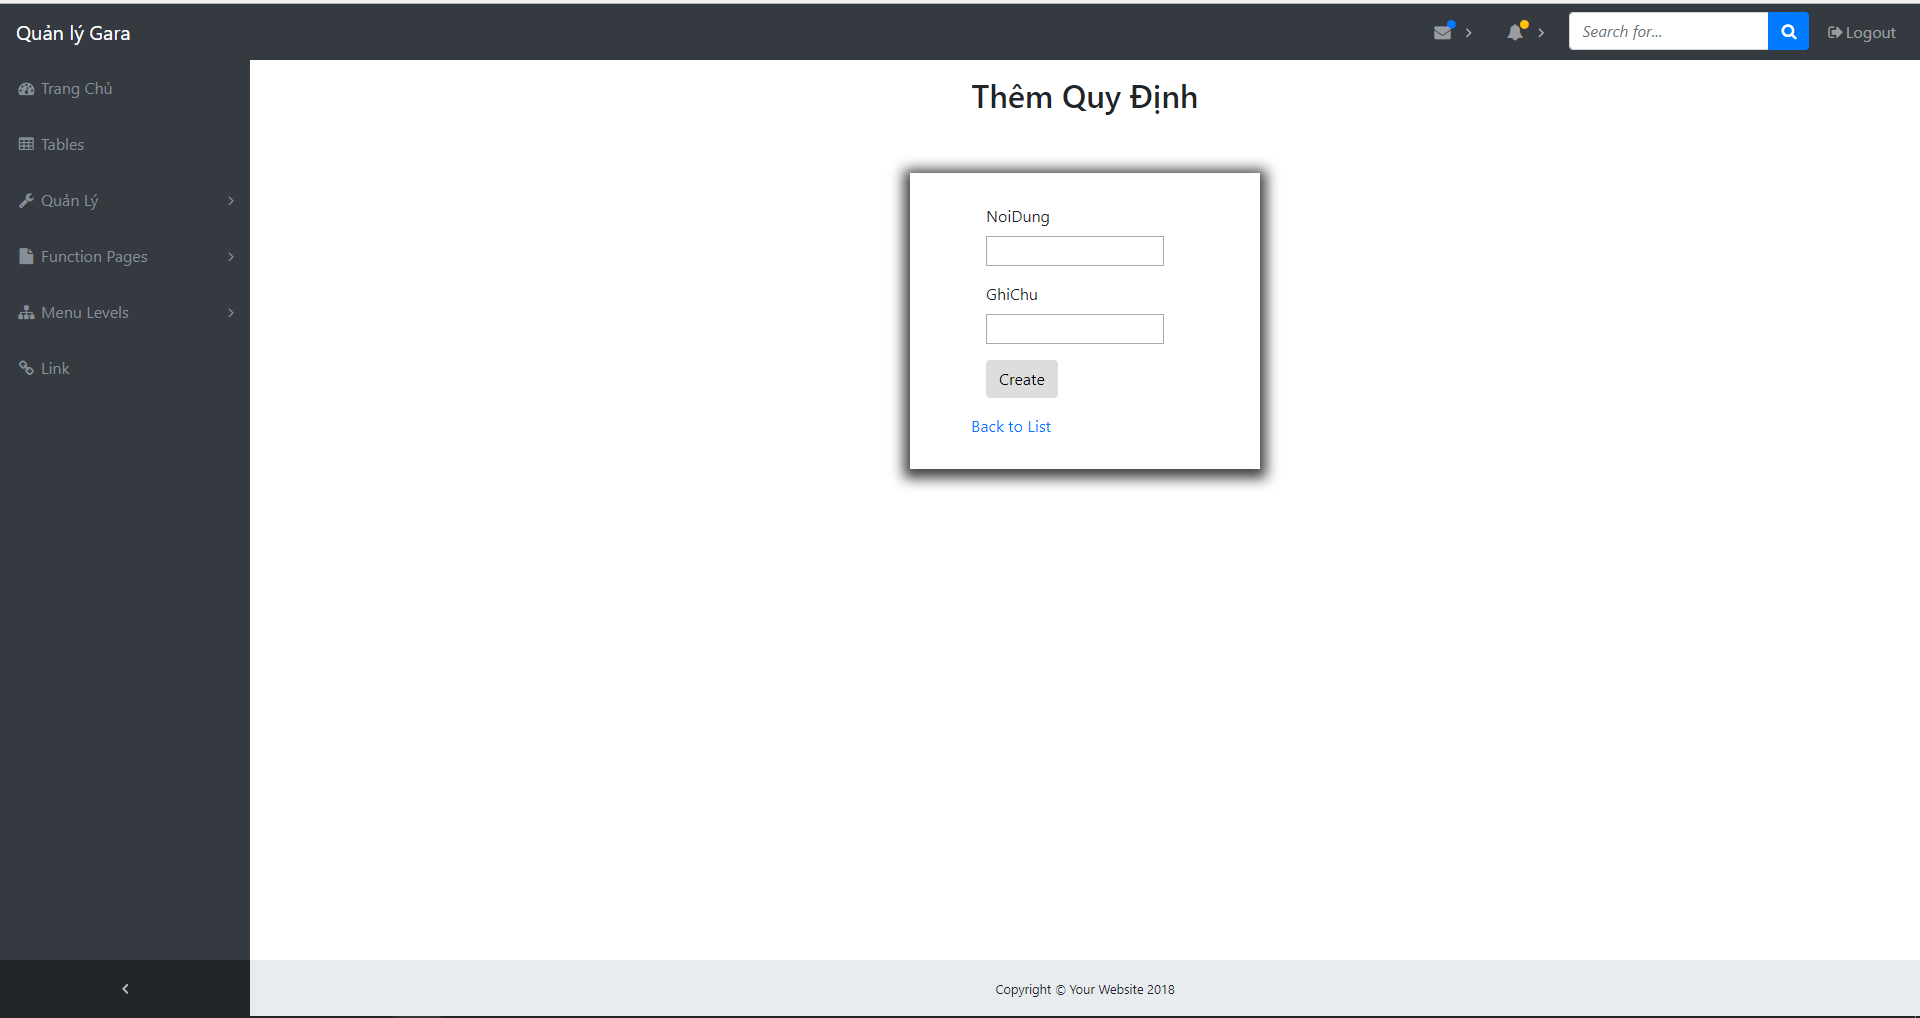 Quản lý Gara
Search for...
Logout
Trang Chủ
Tables
Quản Lý
Function Pages
Menu Levels
Link
Thêm Quy Định
NoiDung
GhiChu
Create
Back to List
Copyright © Your Website 2018